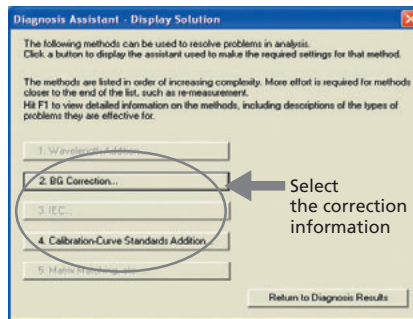 Diagnosis Assistant - Display Solution
The following methods can be used to resolve problems in analysis.
Click a button to display the assistant used to make the required settings for that method.
The methods are listed in order of increasing complexity. More effort is required for methods
closer to the end of the list, such as re-measurement.
Hit F1 to view detailed information on the methods, including descriptions of the types of
problems they are effective for.
1. Wavelength Addition...
2. BG Correction...
3. IEC...
4. Calibration-Curve Standards Addition...
5. Matrix Matching, etc.
Select
the correction
information
Return to Diagnosis Results